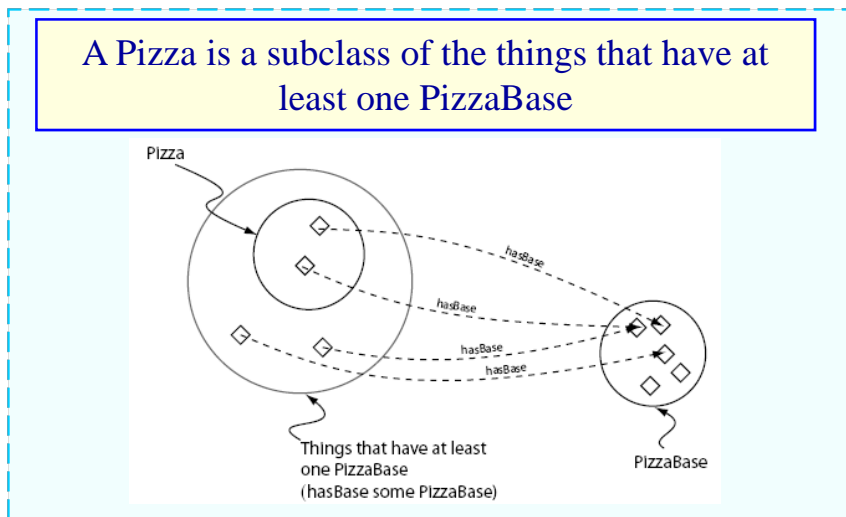 A Pizza is a subclass of the things that have at
least one PizzaBase
Pizza
hasBase
hasBase
hasBase
hasBase
Things that have at least
one PizzaBase
(hasBase some PizzaBase)
PizzaBase